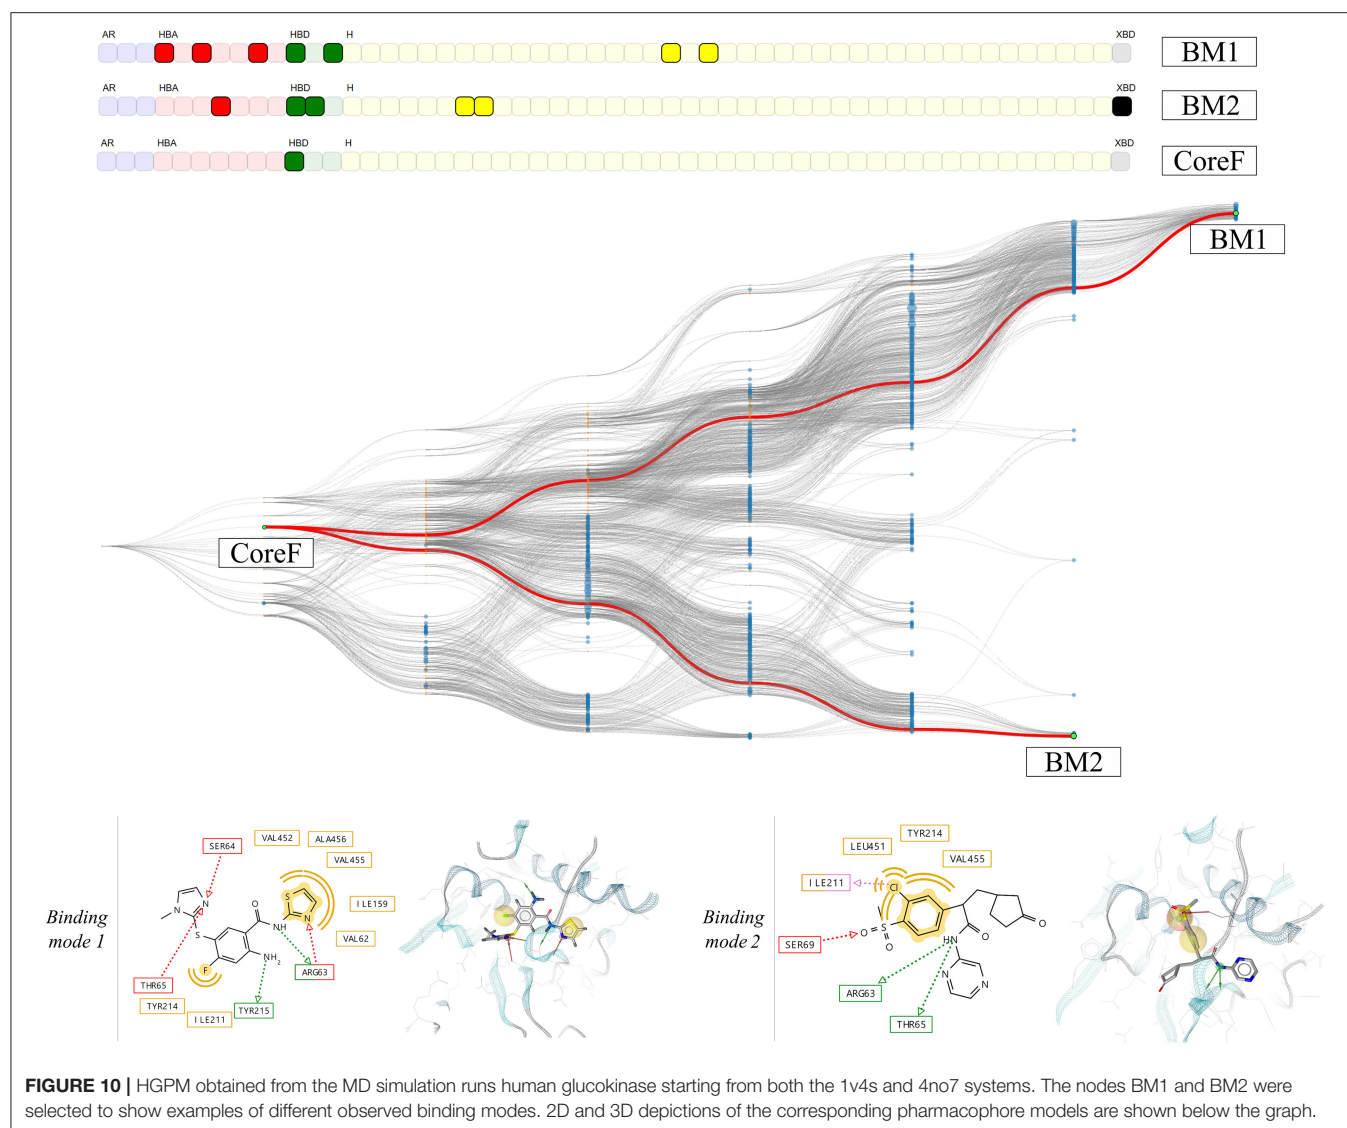 AR HBA HBD H XBD
BM1
AR HBA HBD H XBD
BM2
AR HBA HBD H XBD
CoreF
BM1
CoreF
BM2
Binding
mode 1
SER64
VAL452
ALA456
VAL455
ILE159
VAL62
ARG63
THR65
TYR214
ILE211
TYR215
N
N
S
O
S
N
NH
NH2
F
Binding
mode 2
TYR214
LEU451
VAL455
ILE211
SER69
ARG63
THR65
Cl
O
S
O
HN
O
O
N
N
FIGURE 10 | HGPM obtained from the MD simulation runs human glucokinase starting from both the 1v4s and 4no7 systems. The nodes BM1 and BM2 were
selected to show examples of different observed binding modes. 2D and 3D depictions of the corresponding pharmacophore models are shown below the graph.